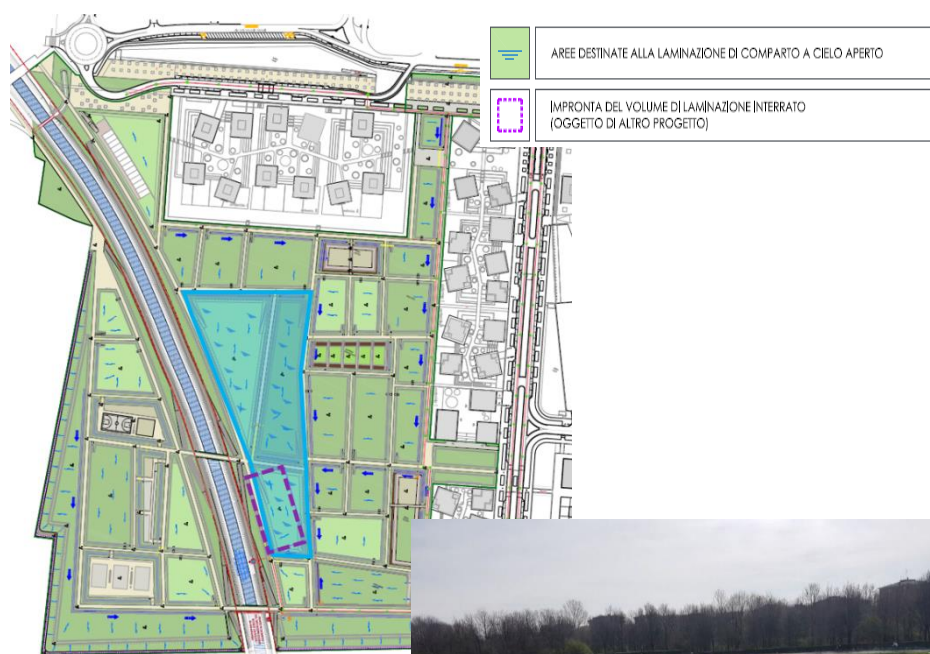 AREE DESTINATE ALLA LAMINAZIONE DI COMPARTO A CIELO APERTO
IMPRONTA DEL VOLUME DI LAMINAZIONE INTERRATO
(OGGETTO DI ALTRO PROGETTO)